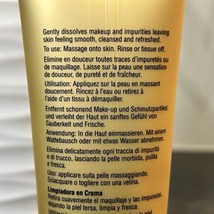 Gently dissolves makeup and impurities leaving
skin feeling smooth, cleansed and refreshed.
To use: Massage onto skin. Rinse or tissue off.
Elimine en douceur toutes traces d'impuretés ou
de maquillage. Laisse sur la peau une sensation
de douceur, de pureté et de fraîcheur.
Utilisation: Appliquez sur la peau en massant
doucement. Rincez à l'eau ou retirez à
l'aide d'un tissu à démaquiller.
Entfernt schonend Make-up und Schmutzpartikel
und verleiht der Haut ein sanftes Gefühl von
Sauberkeit und Frische.
Anwendung: In die Haut einmassieren. Mit einem
Wattebausch oder mit etwas Wasser abnehmen.
Elimina delicatamente ogni traccia di impurità
e di trucco, lasciando la pelle morbida, pulita
e fresca.
Uso: applicare sulla pelle massaggiando.
Sciacquare o togliere con una velina.
Limpiadora en Crema
Retira suavemente el maquillaje y las impurezas,
dejando la piel tersa, limpia y fresca.